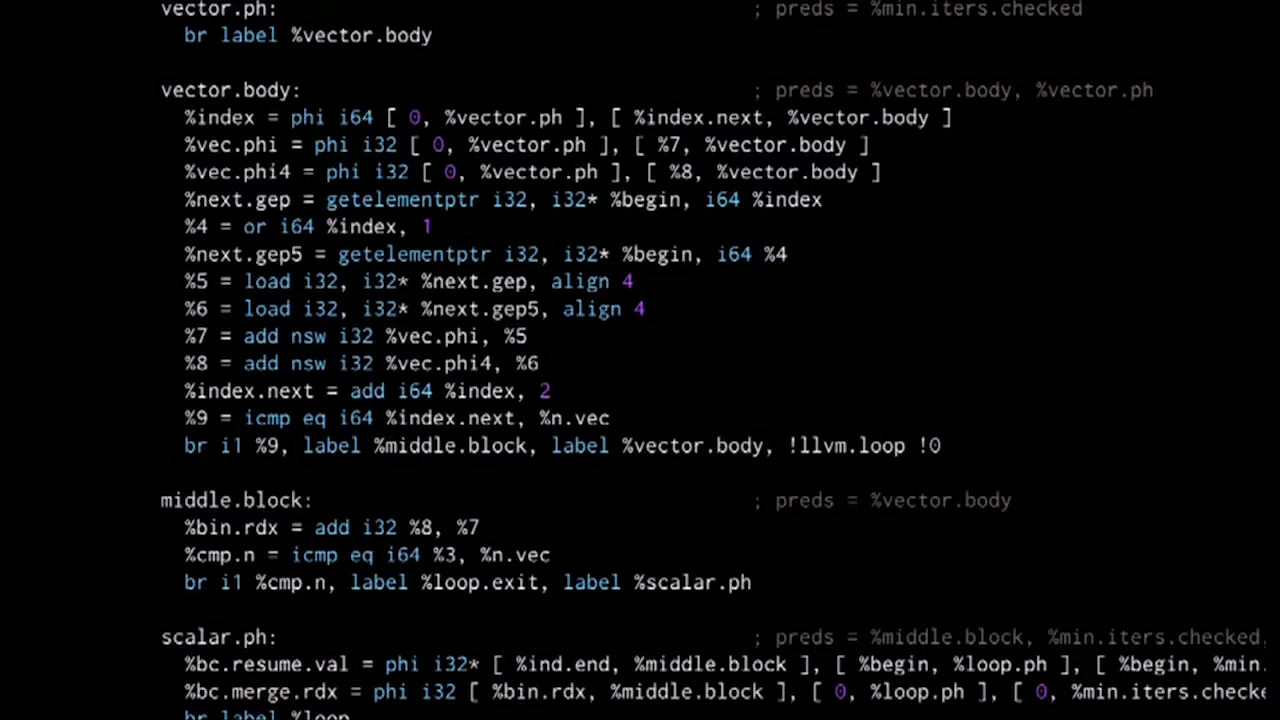 vector.ph: ; preds = %min.iters.checked
br label %vector.body
vector.body: ; preds = %vector.body, %vector.ph
%index = phi i64 [ 0, %vector.ph ], [ %index.next, %vector.body ]
%vec.phi = phi i32 [ 0, %vector.ph ], [ %7, %vector.body ]
%vec.phi4 = phi i32 [ 0, %vector.ph ], [ %8, %vector.body ]
%next.gep = getelementptr i32, i32* %begin, i64 %index
%4 = or i64 %index, 1
%next.gep5 = getelementptr i32, i32* %begin, i64 %4
%5 = load i32, i32* %next.gep, align 4
%6 = load i32, i32* %next.gep5, align 4
%7 = add nsw i32 %vec.phi, %5
%8 = add nsw i32 %vec.phi4, %6
%index.next = add i64 %index, 2
%9 = icmp eq i64 %index.next, %n.vec
br i1 %9, label %middle.block, label %vector.body, !llvm.loop !0
middle.block: ; preds = %vector.body
%bin.rdx = add i32 %8, %7
%cmp.n = icmp eq i64 %3, %n.vec
br i1 %cmp.n, label %loop.exit, label %scalar.ph
scalar.ph: ; preds = %middle.block, %min.iters.checked,
%bc.resume.val = phi i32* [ %ind.end, %middle.block ], [ %begin, %loop.ph ], [ %begin, %min.
%bc.merge.rdx = phi i32 [ %bin.rdx, %middle.block ], [ 0, %loop.ph ], [ 0, %min.iters.checke
br label %loop